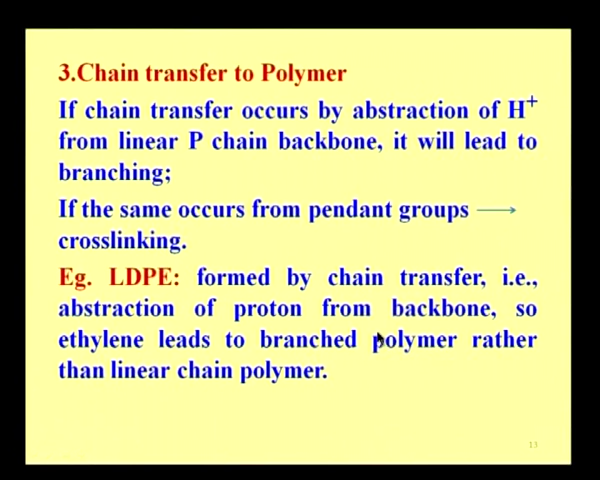 3.Chain transfer to Polymer
If chain transfer occurs by abstraction of H⁺
from linear P chain backbone, it will lead to
branching;
If the same occurs from pendant groups →
crosslinking.
Eg. LDPE: formed by chain transfer, i.e.,
abstraction of proton from backbone, so
ethylene leads to branched polymer rather
than linear chain polymer.
13